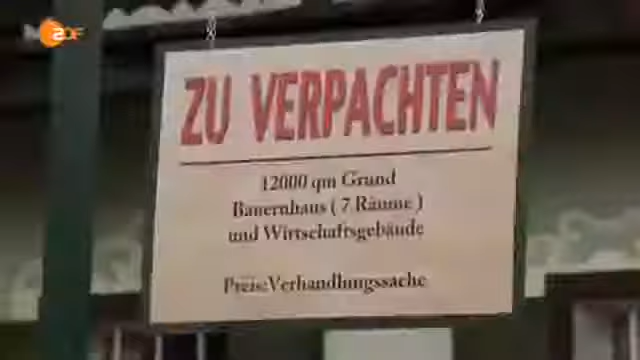 ZDF
ZU VERPACHTEN
12000 qm Grund
Bauernhaus ( 7 Räume )
und Wirtschaftsgebäude
Preis:Verhandlungssache